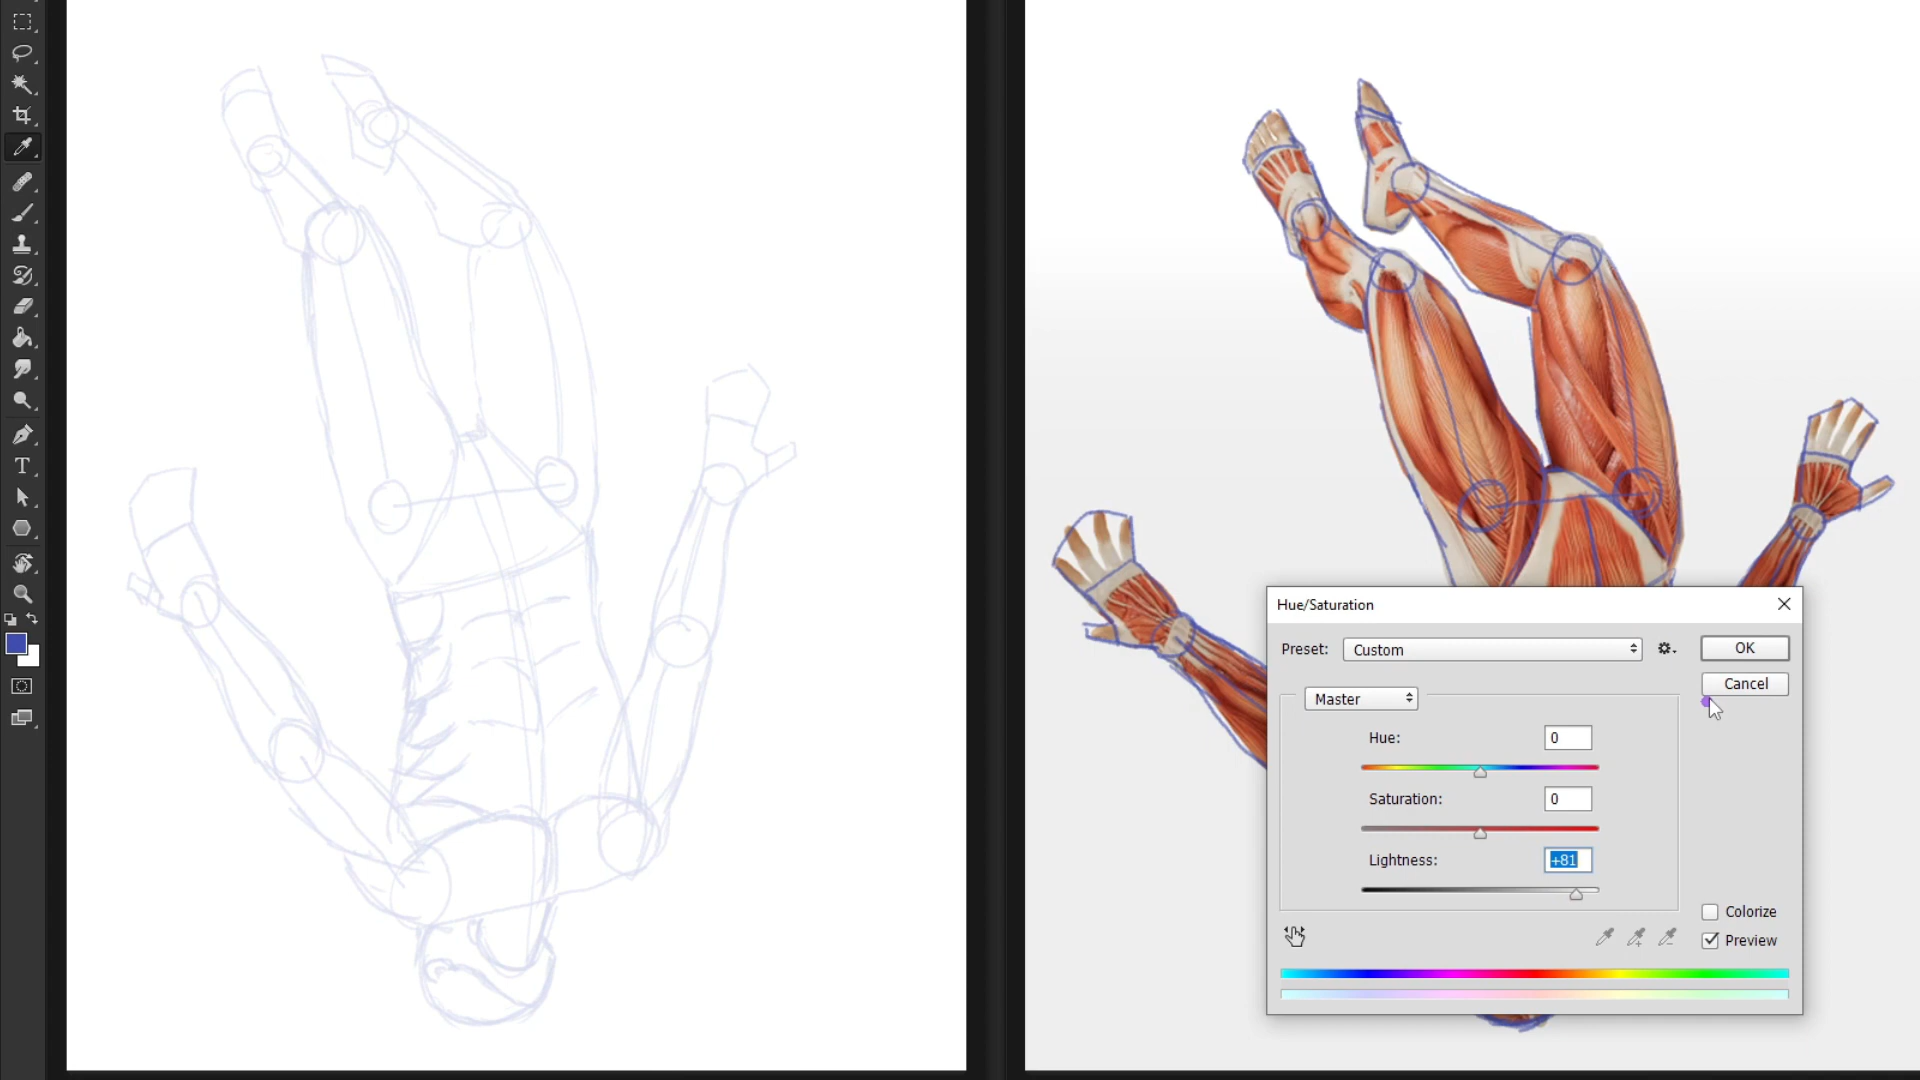 T
Hue/Saturation
Preset: Custom
OK
Cancel
Master
Hue: 0
Saturation: 0
Lightness: +81
Colorize
Preview